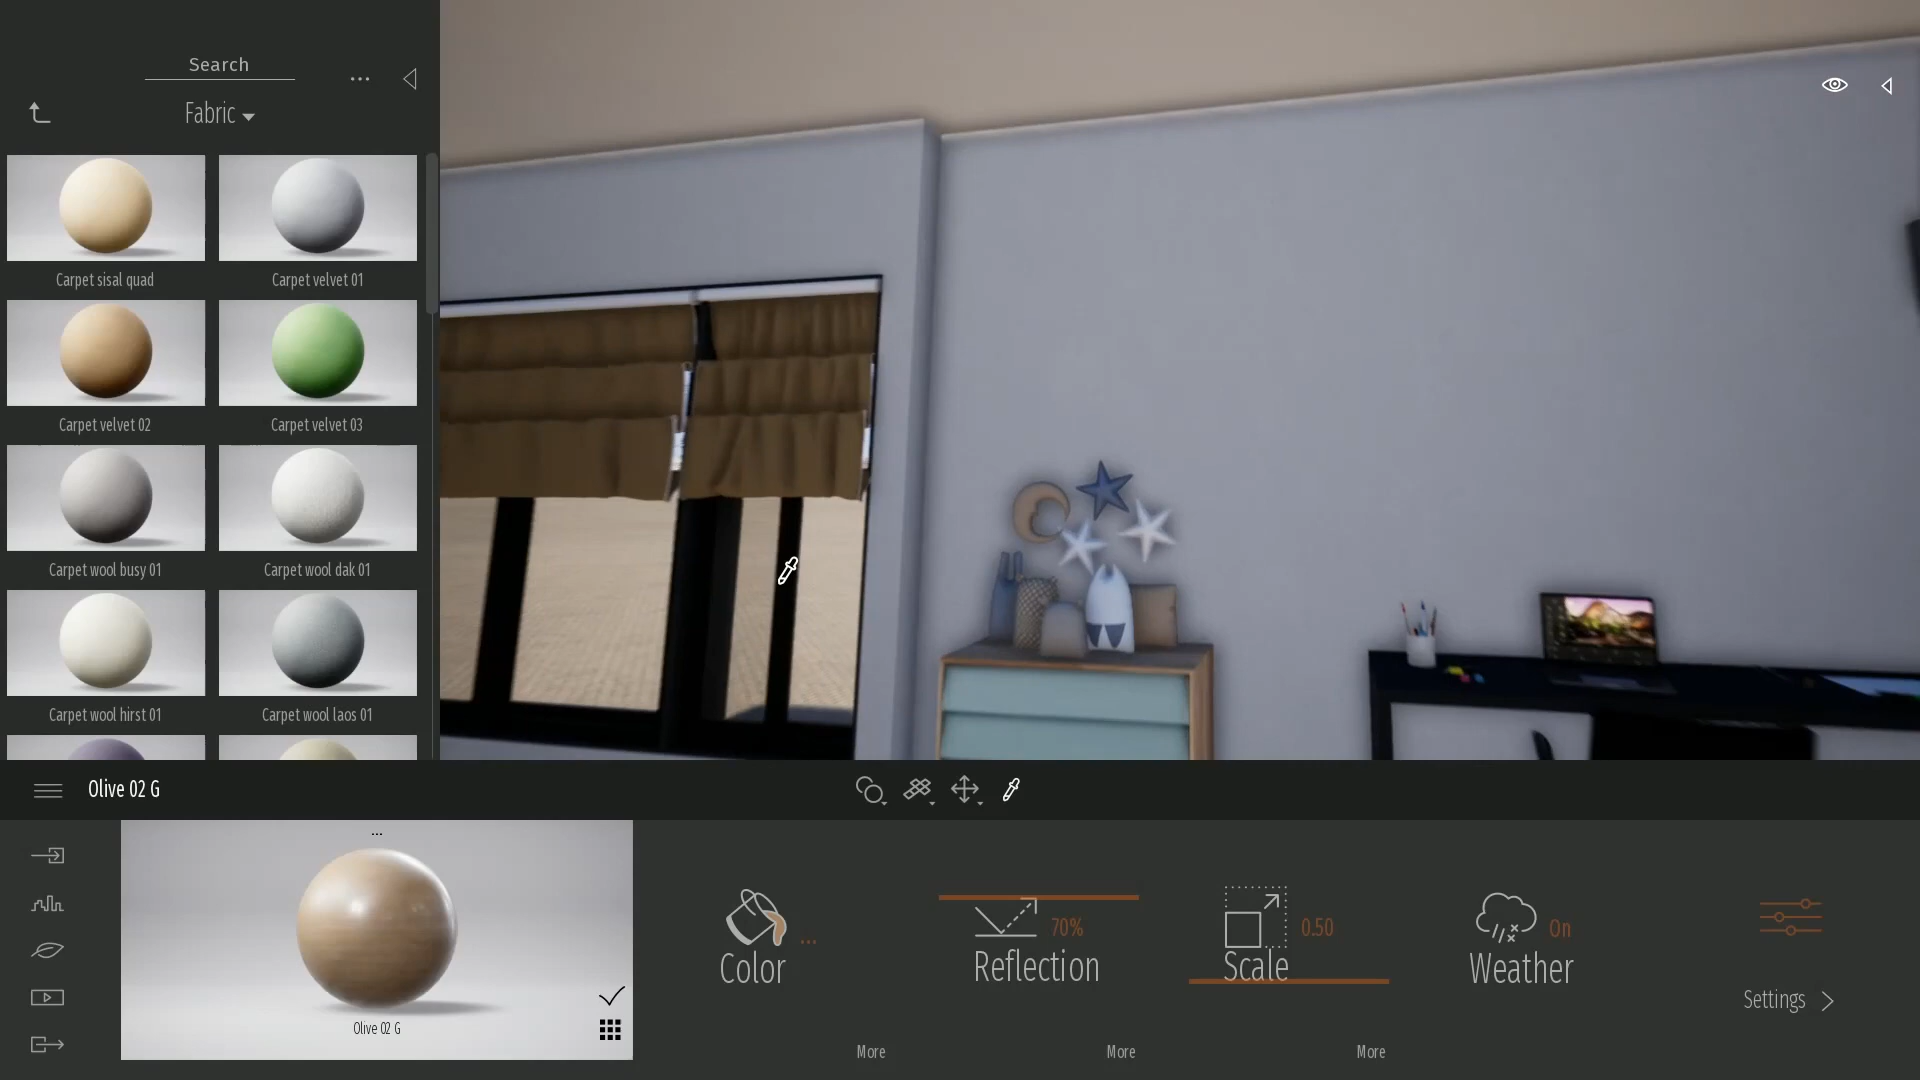 Search
...
Fabric
Carpet sisal quad
Carpet velvet 01
Carpet velvet 02
Carpet velvet 03
Carpet wool busy 01
Carpet wool dak 01
Carpet wool hirst 01
Carpet wool laos 01
Olive 02 G
...
Olive 02 G
Color
...
Reflection
70%
Scale
0.50
Weather
On
Settings
More
More
More